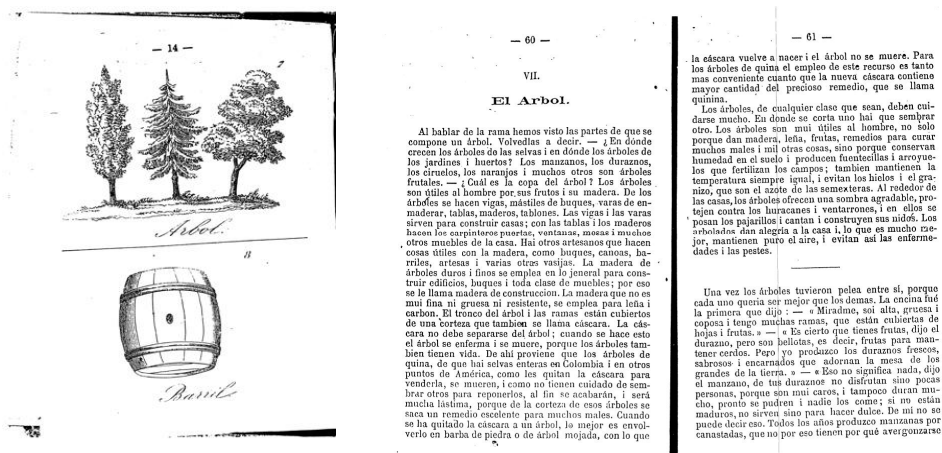 — 14 —
7
Arbol.
8
Barril
— 60 —
VII.
El Arbol.
Al hablar de la rama hemos visto las partes de que se
compone un árbol. Volvedlas a decir. — ¿En dónde
crecen los árboles de las selvas i en dónde los árboles de
los jardines i huertos? Los manzanos, los duraznos,
los ciruelos, los naranjos i muchos otros son árboles
frutales. — ¿Cuál es la copa del árbol? Los árboles
son útiles al hombre por sus frutos i su madera. De los
árboles se hacen vigas, mástiles de buques, varas de en-
maderar, tablas, maderos, tablones. Las vigas i las varas
sirven para construir casas; con las tablas i los maderos
hacen los carpinteros puertas, ventanas, mesas i muchos
otros muebles de la casa. Hai otros artesanos que hacen
cosas útiles con la madera, como buques, canoas, ba-
rriles, artesas i varias otras vasijas. La madera de
árboles duros i finos se emplea en lo jeneral para cons-
truir edificios, buques i toda clase de muebles; por eso
se le llama madera de construccion. La madera que no es
mui fina ni gruesa ni resistente, se emplea para leña i
carbon. El tronco del árbol i las ramas están cubiertos
de una corteza que tambien se llama cáscara. La cás-
cara no debe separarse del árbol; cuando se hace esto
el árbol se enferma i se muere, porque los árboles tam-
bien tienen vida. De ahí proviene que los árboles de
quina, de que hai selvas enteras en Colombia i en otros
puntos de América, como les quitan la cáscara para
venderla, se mueren, i como no tienen cuidado de sem-
brar otros para reponerlos, al fin se acabarán, i será
mucha lástima, porque de la corteza de esos árboles se
saca un remedio escelente para muchos males. Cuando
se ha quitado la cáscara a un árbol, lo mejor es envol-
verlo en barba de piedra o de árbol mojada, con lo que
— 61 —
la cáscara vuelve a nacer i el árbol no se muere. Para
los árboles de quina el empleo de este recurso es tanto
mas conveniente cuanto que la nueva cáscara contiene
mayor cantidad del precioso remedio, que se llama
quinina.
Los árboles, de cualquier clase que sean, deben cui-
darse mucho. En dónde se corta uno hai que sembrar
otro. Los árboles son mui útiles al hombre, no solo
porque dan madera, leña, frutas, remedios para curar
muchos males i mil otras cosas, sino porque conservan
humedad en el suelo i producen fuentecillas i arroyue-
los que fertilizan los campos; tambien mantienen la
temperatura siempre igual, i evitan los hielos i el gra-
nizo, que son el azote de las sementeras. Al rededor de
las casas, los árboles ofrecen una sombra agradable, pro-
tejen contra los huracanes i ventarrones, i en ellos se
posan los pajarillos i cantan i construyen sus nidos. Los
arbolados dan alegría a la casa i, lo que es mucho me-
jor, mantienen puro el aire, i evitan así las enferme-
dades i las pestes.
Una vez los árboles tuvieron pelea entre sí, porque
cada uno queria ser mejor que los demas. La encina fué
la primera que dijo: — « Miradme, soi alta, gruesa i
coposa i tengo muchas ramas, que están cubiertas de
hojas i frutas. » — « Es cierto que tienes frutas, dijo el
durazno, pero son bellotas, es decir, frutas para man-
tener cerdos. Pero yo produzco los duraznos frescos,
sabrosos i encarnados que adornan la mesa de los
grandes de la tierra. » — « Eso no significa nada, dijo
el manzano, de tus duraznos no disfrutan sino pocas
personas, porque son mui caros, i tampoco duran mu-
cho, pronto se pudren i nadie los come; si no están
maduros, no sirven sino para hacer dulce. De mí no se
puede decir eso. Todos los años produzco manzanas por
canastadas, que no por eso tienen por qué avergonzarse